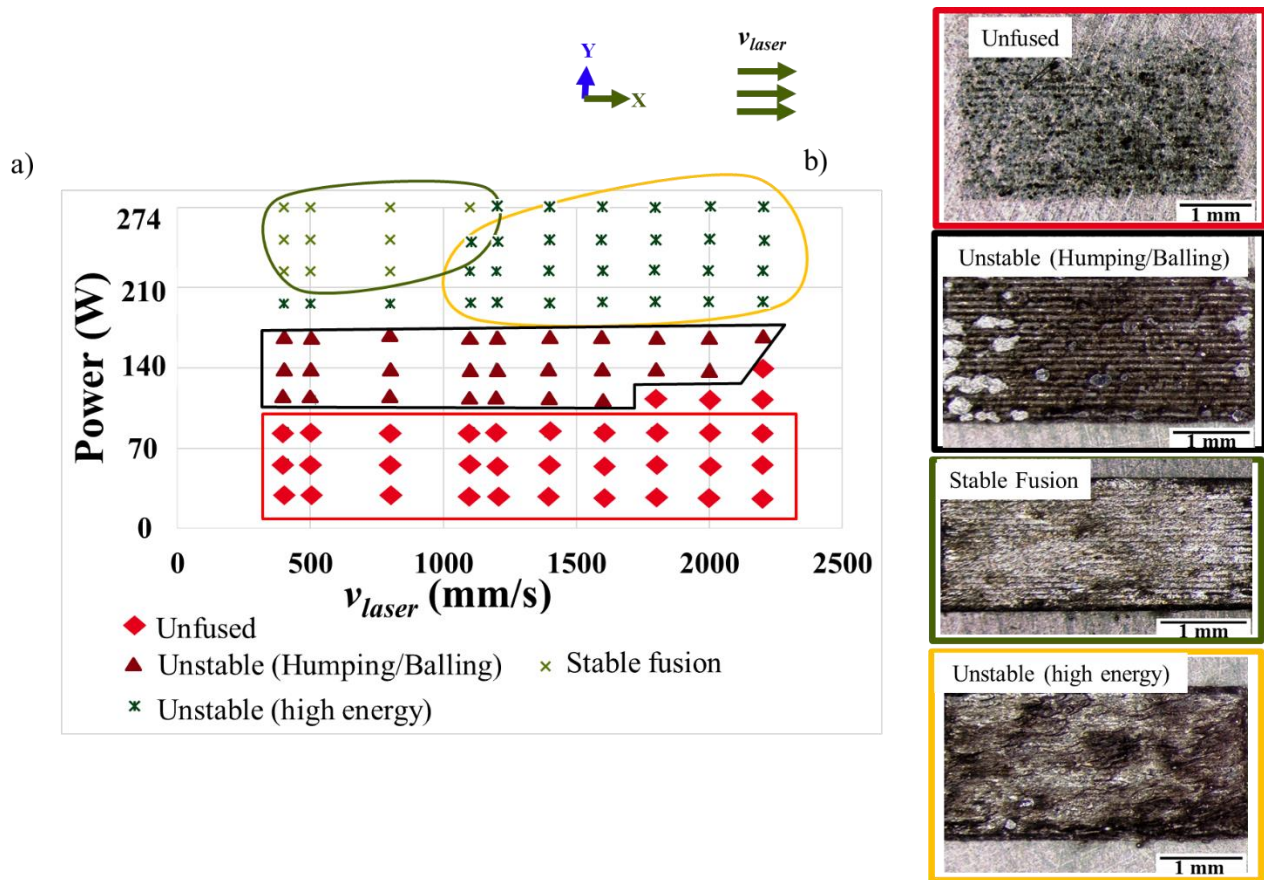 Y
X
v_laser
a)
b)
Power (W)
274
210
140
70
0
0 500 1000 1500 2000 2500
v_laser (mm/s)
Unfused
Unstable (Humping/Balling)
Stable fusion
Unstable (high energy)
Unfused
1 mm
Unstable (Humping/Balling)
1 mm
Stable Fusion
1 mm
Unstable (high energy)
1 mm